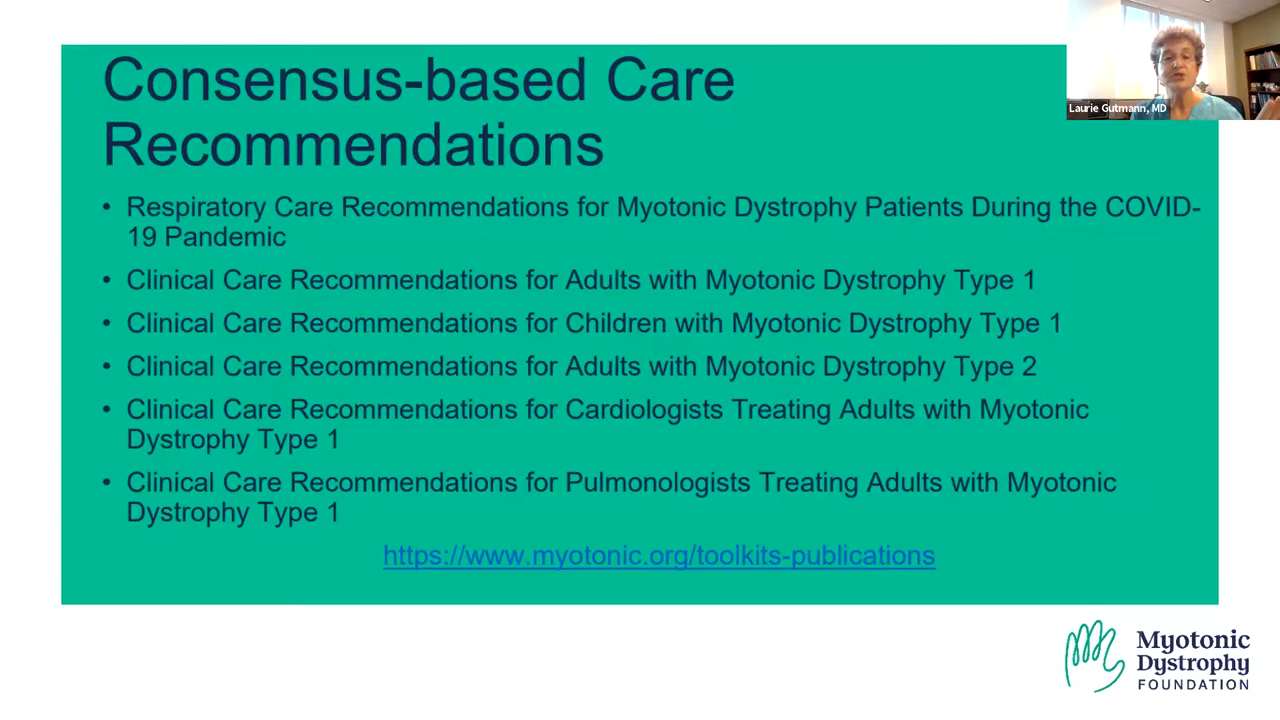 Consensus-based Care
Recommendations
Laurie Gutmann, MD
• Respiratory Care Recommendations for Myotonic Dystrophy Patients During the COVID-
19 Pandemic
• Clinical Care Recommendations for Adults with Myotonic Dystrophy Type 1
• Clinical Care Recommendations for Children with Myotonic Dystrophy Type 1
• Clinical Care Recommendations for Adults with Myotonic Dystrophy Type 2
• Clinical Care Recommendations for Cardiologists Treating Adults with Myotonic
Dystrophy Type 1
• Clinical Care Recommendations for Pulmonologists Treating Adults with Myotonic
Dystrophy Type 1
https://www.myotonic.org/toolkits-publications
Myotonic
Dystrophy
FOUNDATION